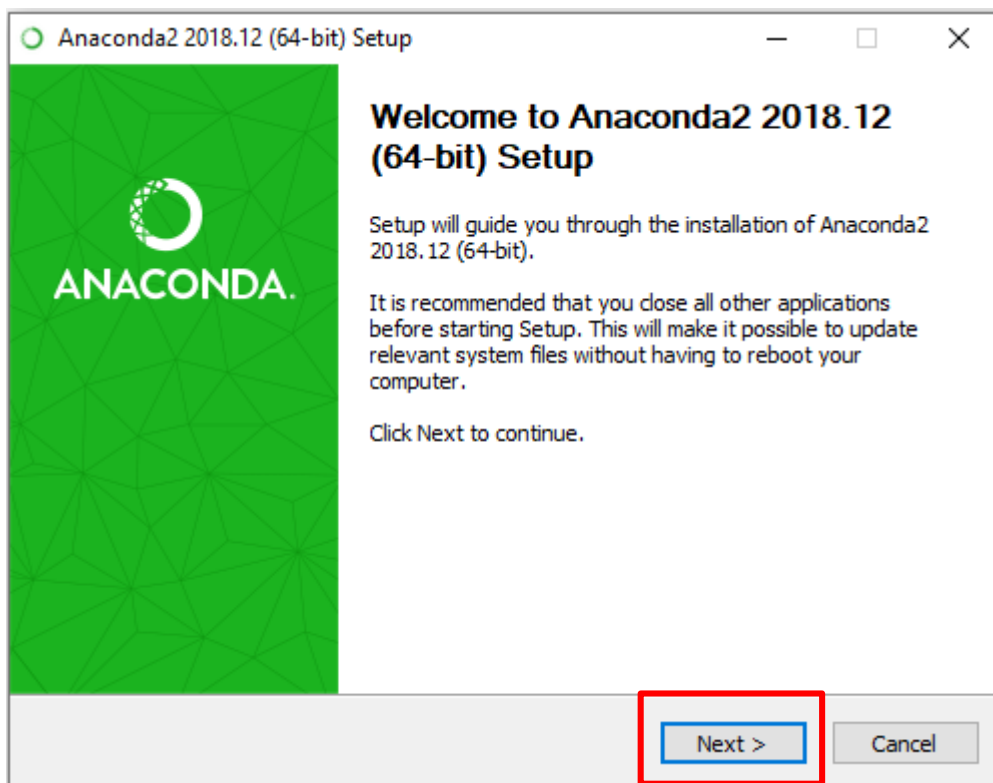 Anaconda2 2018.12 (64-bit) Setup
ANACONDA.
Welcome to Anaconda2 2018.12
(64-bit) Setup
Setup will guide you through the installation of Anaconda2
2018.12 (64-bit).
It is recommended that you close all other applications
before starting Setup. This will make it possible to update
relevant system files without having to reboot your
computer.
Click Next to continue.
Next >
Cancel